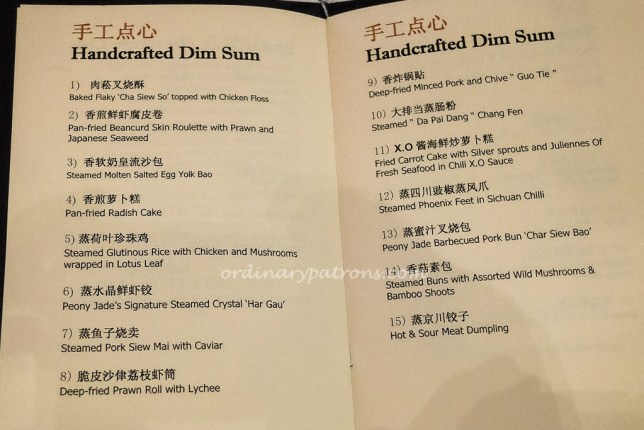 手工点心
Handcrafted Dim Sum
1) 肉菘叉烧酥
Baked Flaky ‘Cha Siew So’ topped with Chicken Floss
2) 香煎鲜虾腐皮卷
Pan-fried Beancurd Skin Roulette with Prawn and
Japanese Seaweed
3) 香软奶皇流沙包
Steamed Molten Salted Egg Yolk Bao
4) 香煎萝卜糕
Pan-fried Radish Cake
5) 蒸荷叶珍珠鸡
Steamed Glutinous Rice with Chicken and Mushrooms
wrapped in Lotus Leaf
6) 蒸水晶鲜虾饺
Peony Jade’s Signature Steamed Crystal ‘Har Gau’
7) 蒸鱼子烧卖
Steamed Pork Siew Mai with Caviar
8) 脆皮沙律荔枝虾筒
Deep-fried Prawn Roll with Lychee
手工点心
Handcrafted Dim Sum
9) 香炸锅贴
Deep-fried Minced Pork and Chive “ Guo Tie ”
10) 大排当蒸肠粉
Steamed “ Da Pai Dang ” Chang Fen
11) X.O 酱海鲜炒萝卜糕
Fried Carrot Cake with Silver sprouts and Juliennes Of
Fresh Seafood in Chili X.O Sauce
12) 蒸四川豉椒蒸凤爪
Steamed Phoenix Feet in Sichuan Chilli
13) 蒸蜜汁叉烧包
Peony Jade Barbecued Pork Bun ‘Char Siew Bao’
14) 香菇素包
Steamed Buns with Assorted Wild Mushrooms &
Bamboo Shoots
15) 蒸京川饺子
Hot & Sour Meat Dumpling
ordinarypatrons.com